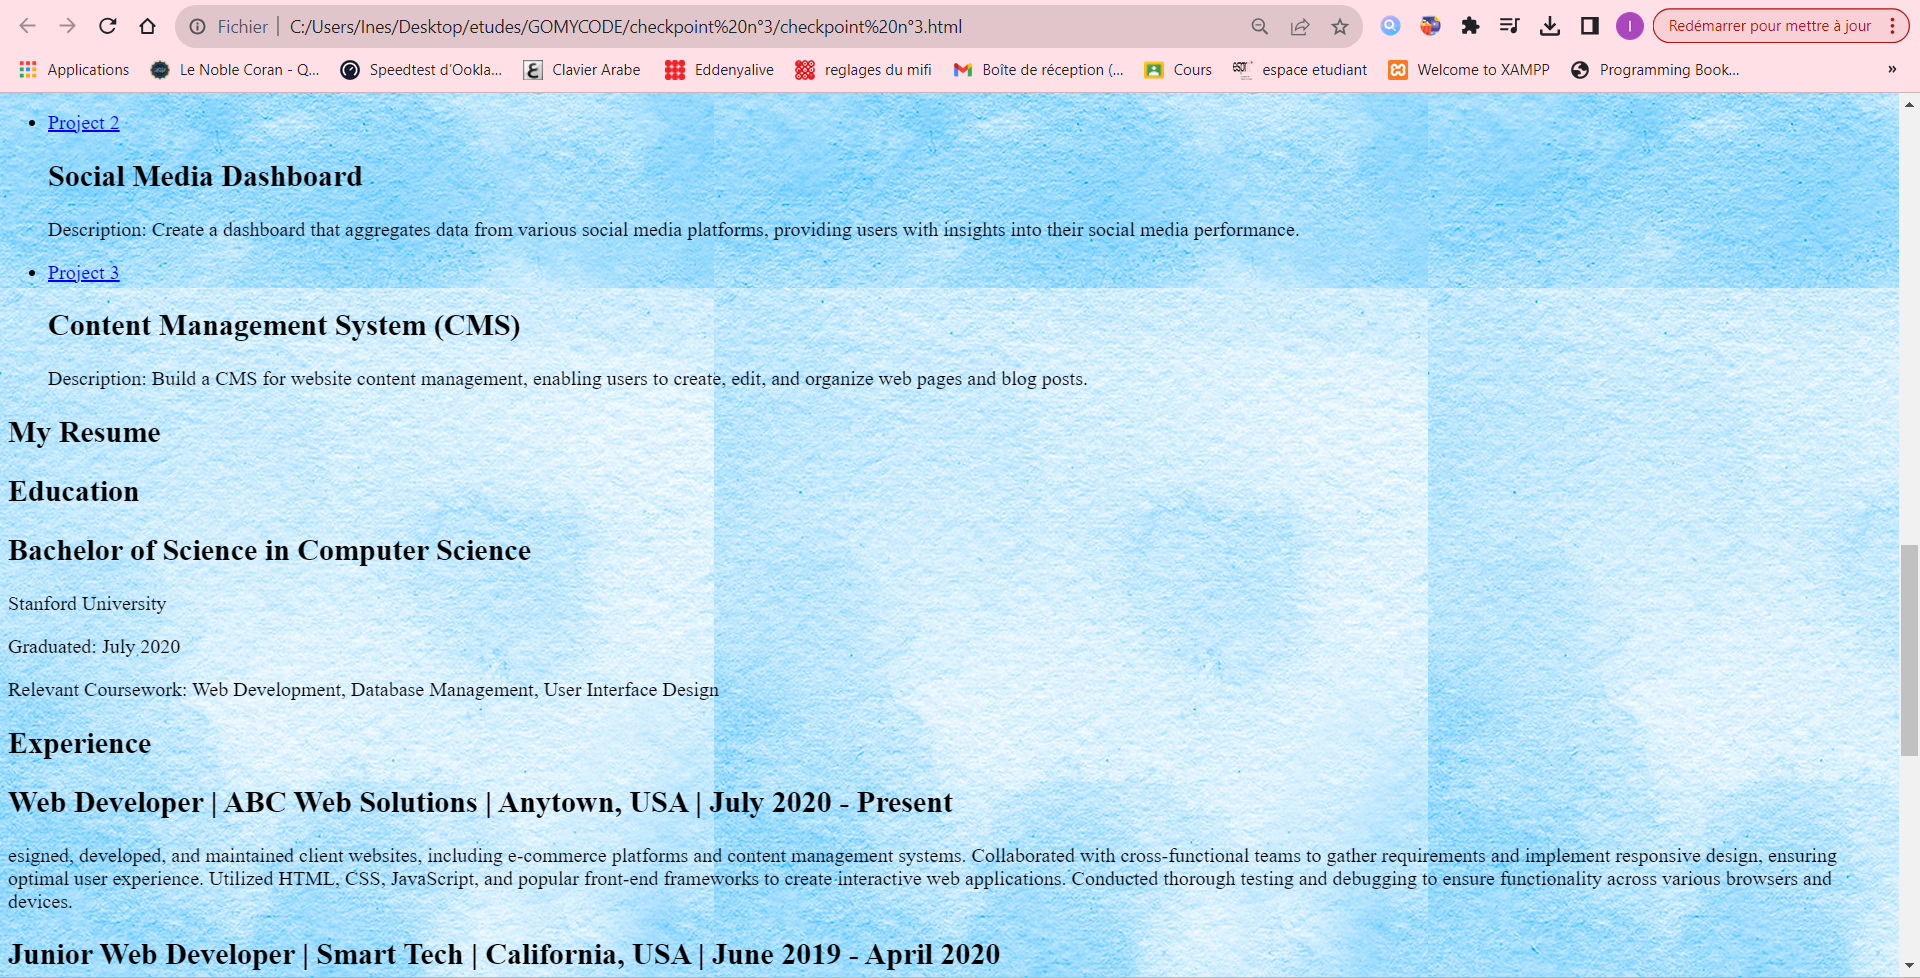 Fichier | C:/Users/Ines/Desktop/etudes/GOMYCODE/checkpoint%20n°3/checkpoint%20n°3.html
I
Redémarrer pour mettre à jour
Applications Le Noble Coran - Q... Speedtest d'Ookla... Clavier Arabe Eddenyalive reglages du mifi Boîte de réception (... Cours espace etudiant Welcome to XAMPP Programming Book... »
• Project 2
Social Media Dashboard
Description: Create a dashboard that aggregates data from various social media platforms, providing users with insights into their social media performance.
• Project 3
Content Management System (CMS)
Description: Build a CMS for website content management, enabling users to create, edit, and organize web pages and blog posts.
My Resume
Education
Bachelor of Science in Computer Science
Stanford University
Graduated: July 2020
Relevant Coursework: Web Development, Database Management, User Interface Design
Experience
Web Developer | ABC Web Solutions | Anytown, USA | July 2020 - Present
esigned, developed, and maintained client websites, including e-commerce platforms and content management systems. Collaborated with cross-functional teams to gather requirements and implement responsive design, ensuring
optimal user experience. Utilized HTML, CSS, JavaScript, and popular front-end frameworks to create interactive web applications. Conducted thorough testing and debugging to ensure functionality across various browsers and
devices.
Junior Web Developer | Smart Tech | California, USA | June 2019 - April 2020